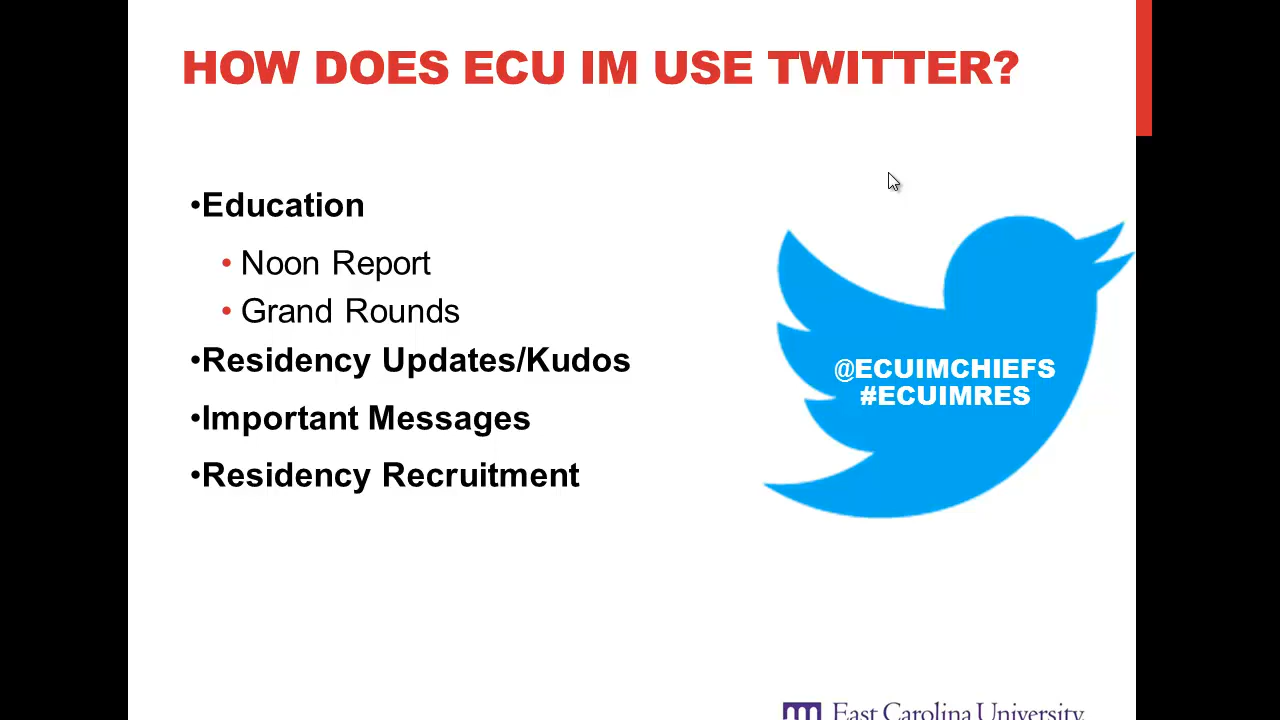 HOW DOES ECU IM USE TWITTER?
•Education
• Noon Report
• Grand Rounds
•Residency Updates/Kudos
•Important Messages
•Residency Recruitment
@ECUIMCHIEFS
#ECUIMRES
East Carolina University